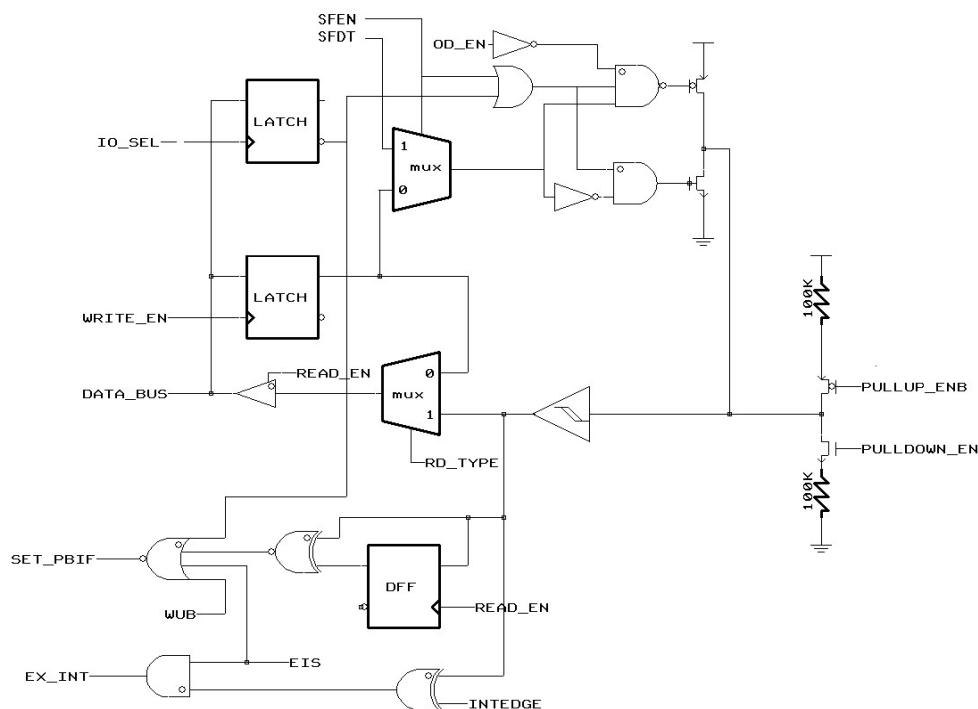 SFEN
SFDT
OD_EN
LATCH
IO_SEL
1
mux
0
LATCH
WRITE_EN
100K
READ_EN
0
DATA_BUS
mux
PULLUP_ENB
1
PULLDOWN_EN
RD_TYPE
100K
SET_PBIF
DFF
WUB
READ_EN
EIS
EX_INT
INTEDGE